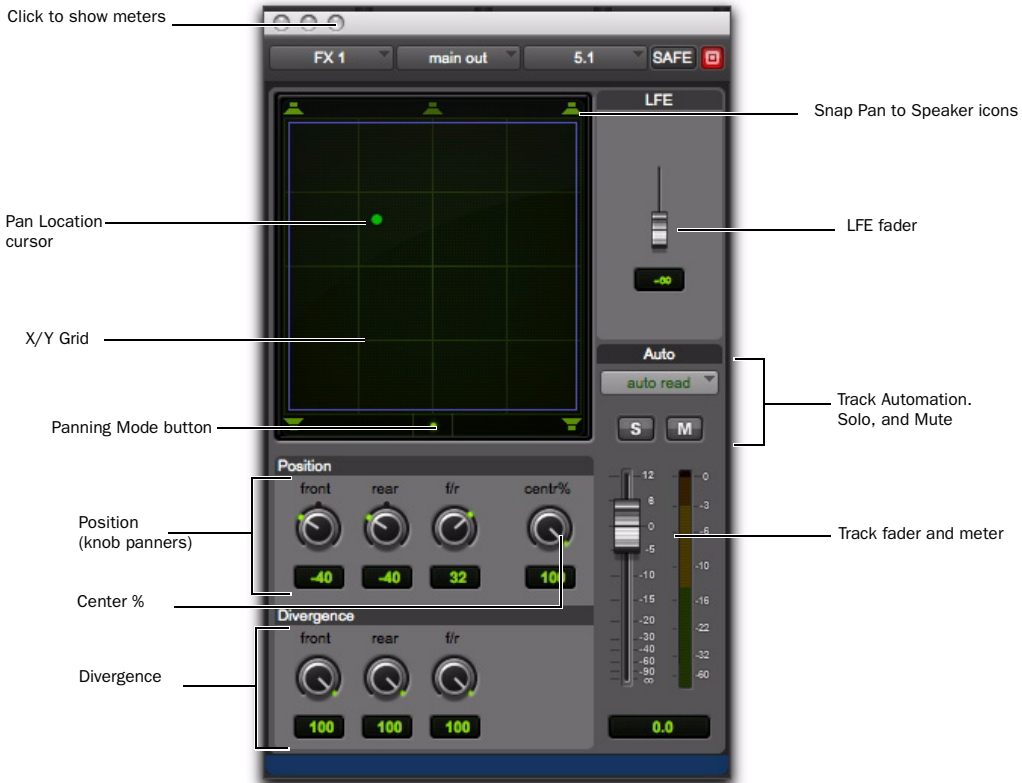 Click to show meters
FX 1
main out
5.1
SAFE
LFE
Snap Pan to Speaker icons
Pan Location
cursor
LFE fader
-∞
X/Y Grid
Auto
auto read
Track Automation.
Solo, and Mute
Panning Mode button
S
M
Position
front
rear
f/r
centr%
Position
(knob panners)
-40
-40
32
100
12
6
0
-5
-10
-15
-20
-30
-40
-60
-90
∞
0
-3
-6
-10
-16
-22
-32
-60
Track fader and meter
Center %
Divergence
front
rear
f/r
Divergence
100
100
100
0.0